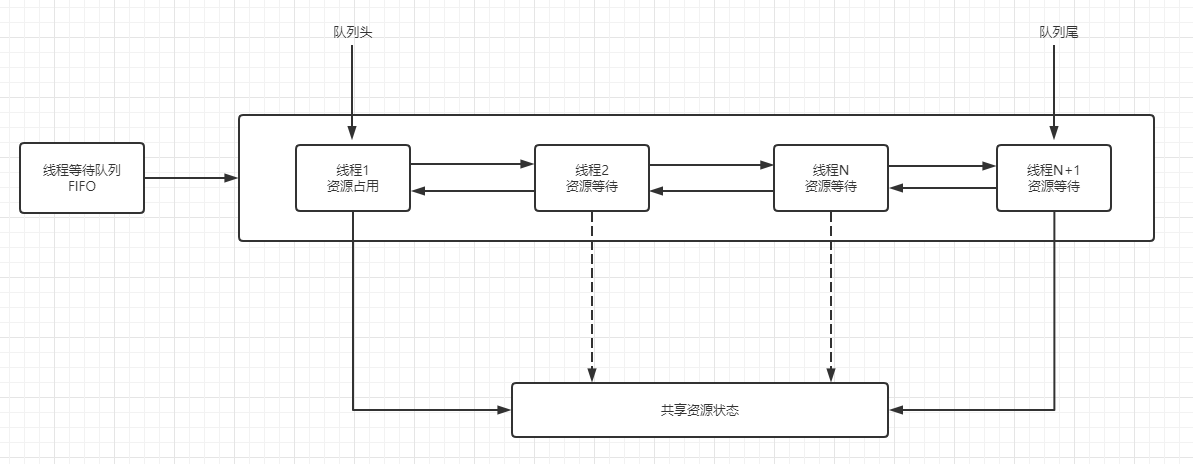 队列头
队列尾
线程等待队列
FIFO
线程1
资源占用
线程2
资源等待
线程N
资源等待
线程N+1
资源等待
共享资源状态